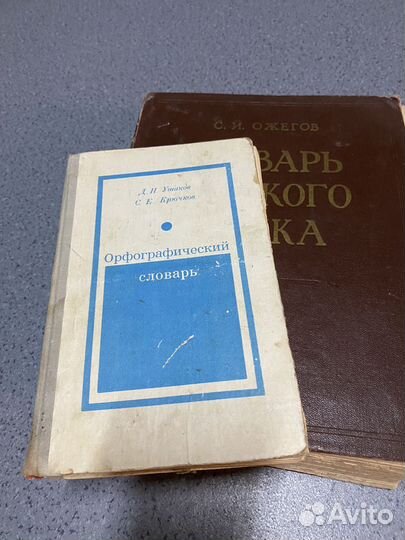 Д. Н. Ушаков
С. Е. Крючков
Орфографический
словарь
С. И. ОЖЕГОВ
ВАРЬ
КОГО
КА
Avito